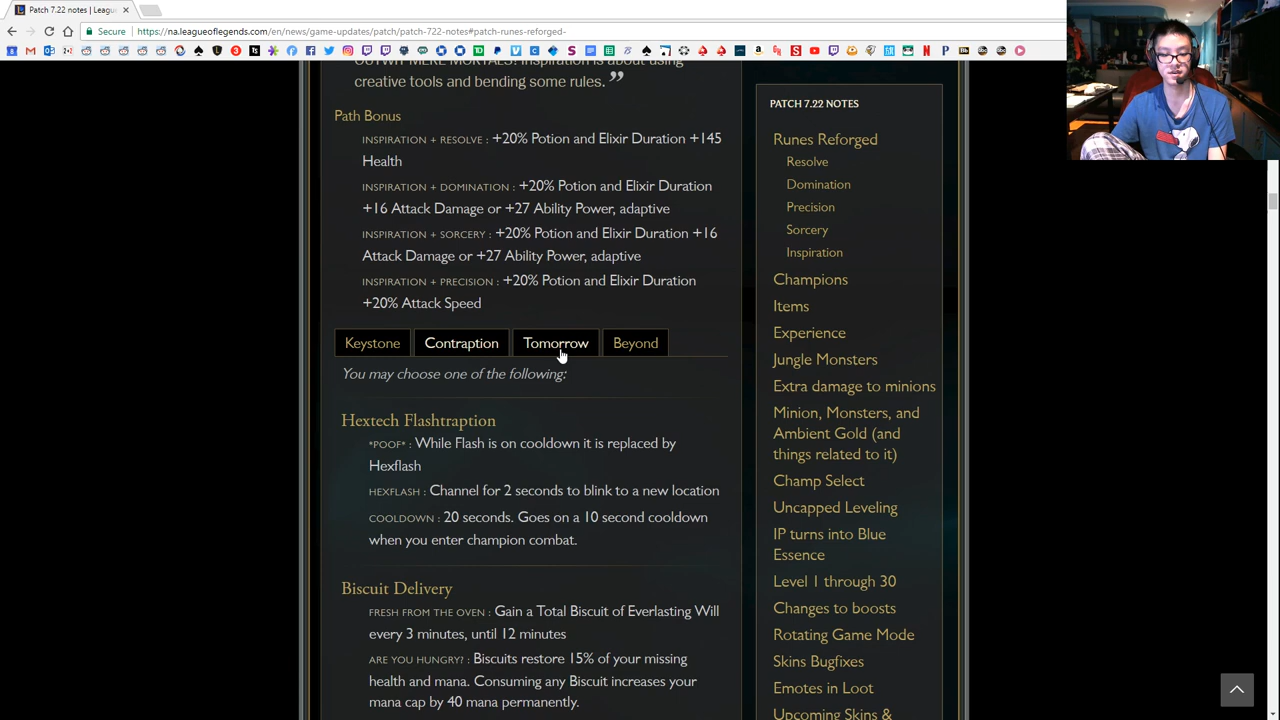 Patch 7.22 notes | Leagu
Secure | https://na.leagueoflegends.com/en/news/game-updates/patch/patch-722-notes#patch-runes-reforged-
OUTWIT MERE MORTALS! Inspiration is about using
creative tools and bending some rules. ”
Path Bonus
INSPIRATION + RESOLVE : +20% Potion and Elixir Duration +145
Health
INSPIRATION + DOMINATION : +20% Potion and Elixir Duration
+16 Attack Damage or +27 Ability Power, adaptive
INSPIRATION + SORCERY : +20% Potion and Elixir Duration +16
Attack Damage or +27 Ability Power, adaptive
INSPIRATION + PRECISION : +20% Potion and Elixir Duration
+20% Attack Speed
Keystone Contraption Tomorrow Beyond
You may choose one of the following:
Hextech Flashtraption
*POOF* : While Flash is on cooldown it is replaced by
Hexflash
HEXFLASH : Channel for 2 seconds to blink to a new location
COOLDOWN : 20 seconds. Goes on a 10 second cooldown
when you enter champion combat.
Biscuit Delivery
FRESH FROM THE OVEN : Gain a Total Biscuit of Everlasting Will
every 3 minutes, until 12 minutes
ARE YOU HUNGRY? : Biscuits restore 15% of your missing
health and mana. Consuming any Biscuit increases your
mana cap by 40 mana permanently.
PATCH 7.22 NOTES
Runes Reforged
Resolve
Domination
Precision
Sorcery
Inspiration
Champions
Items
Experience
Jungle Monsters
Extra damage to minions
Minion, Monsters, and
Ambient Gold (and
things related to it)
Champ Select
Uncapped Leveling
IP turns into Blue
Essence
Level 1 through 30
Changes to boosts
Rotating Game Mode
Skins Bugfixes
Emotes in Loot
Upcoming Skins &